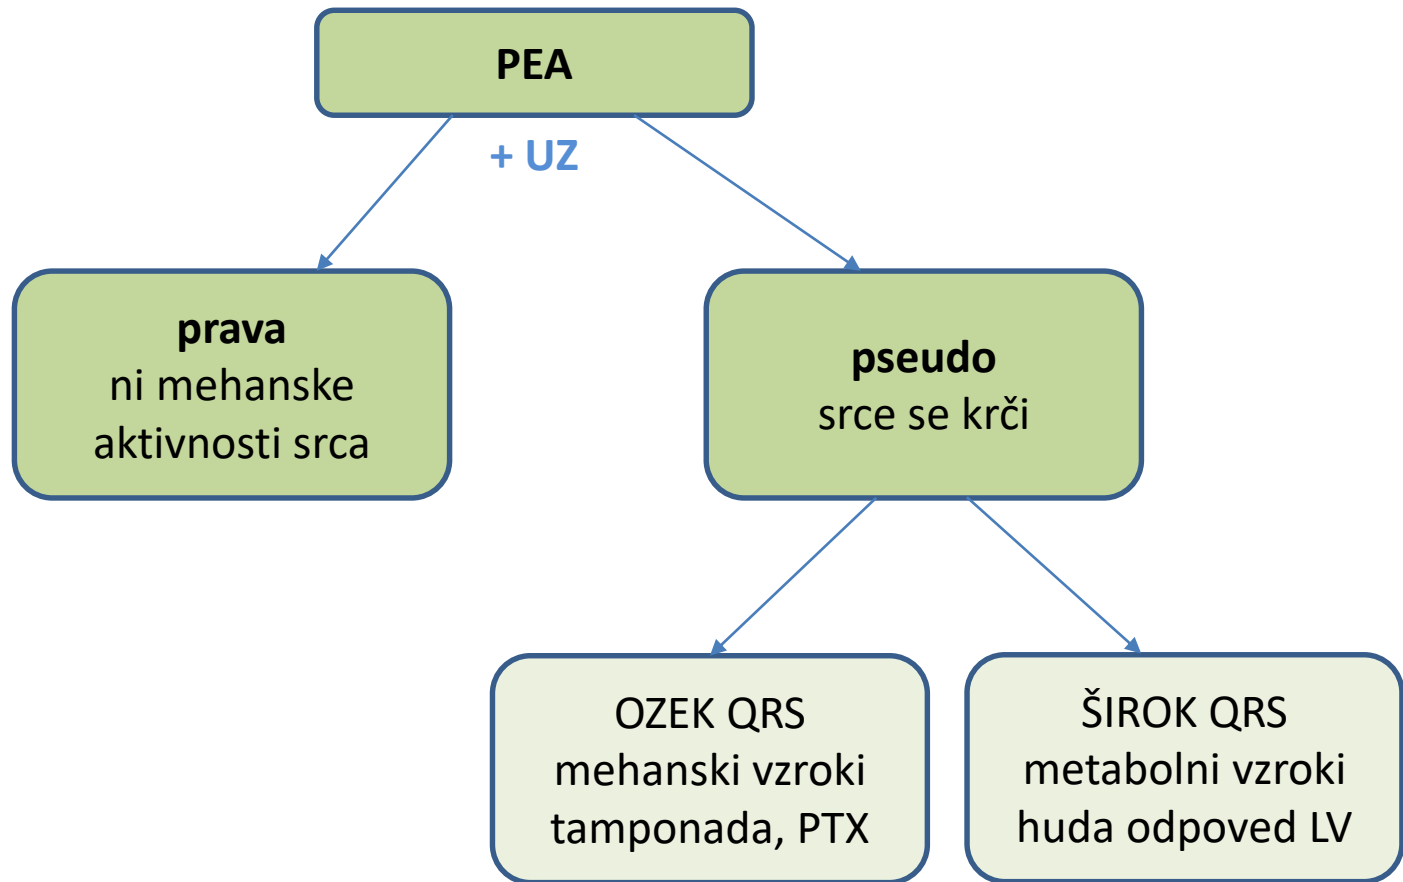 PEA
+ UZ
prava
ni mehanske
aktivnosti srca
pseudo
srce se krči
OZEK QRS
mehanski vzroki
tamponada, PTX
ŠIROK QRS
metabolni vzroki
huda odpoved LV